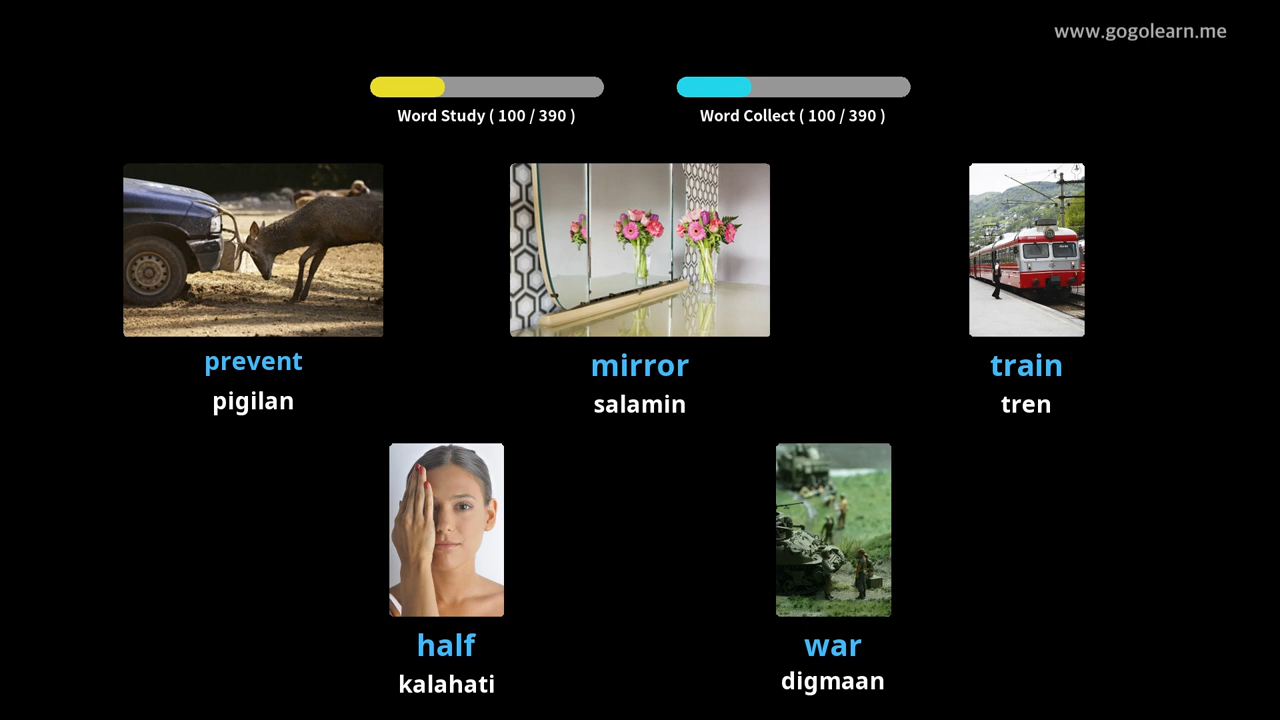 www.gogolearn.me
Word Study ( 100 / 390 )
Word Collect ( 100 / 390 )
prevent
pigilan
mirror
salamin
train
tren
half
kalahati
war
digmaan